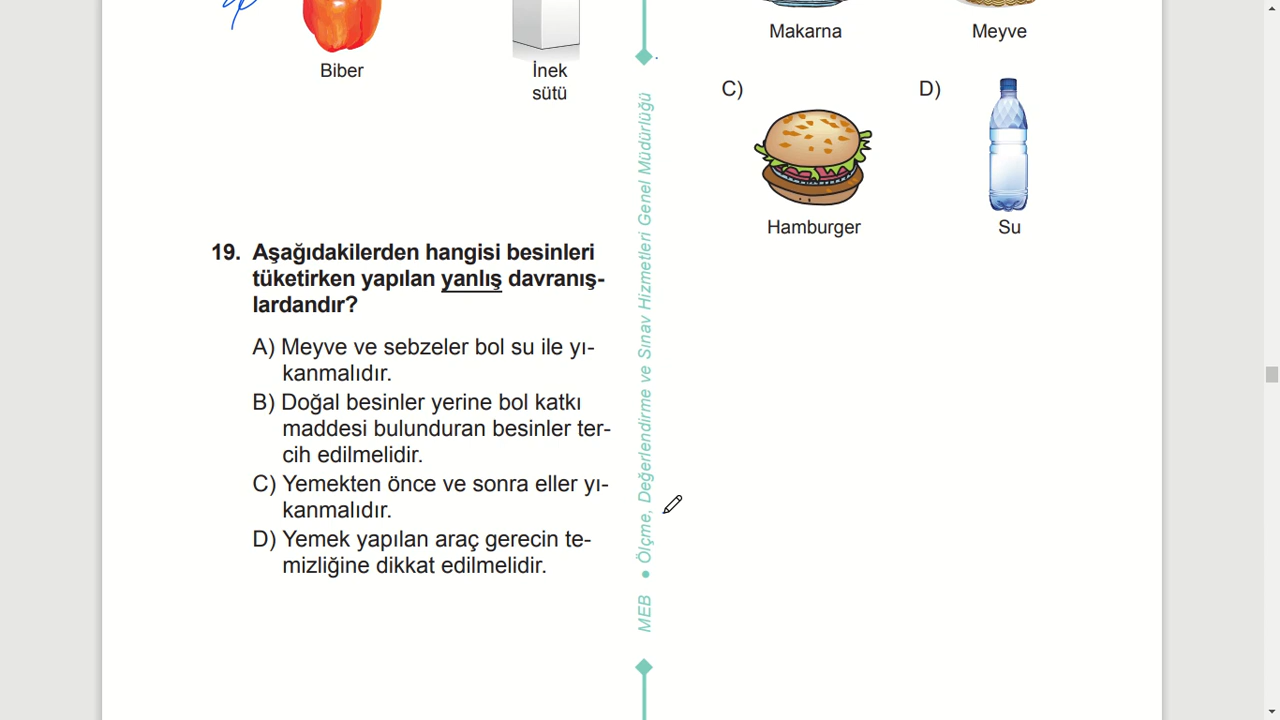 Biber
İnek
sütü
19. Aşağıdakilerden hangisi besinleri
tüketirken yapılan yanlış davranış-
lardandır?
A) Meyve ve sebzeler bol su ile yı-
kanmalıdır.
B) Doğal besinler yerine bol katkı
maddesi bulunduran besinler ter-
cih edilmelidir.
C) Yemekten önce ve sonra eller yı-
kanmalıdır.
D) Yemek yapılan araç gerecin te-
mizliğine dikkat edilmelidir.
MEB • Ölçme, Değerlendirme ve Sınav Hizmetleri Genel Müdürlüğü
Makarna
Meyve
C)
D)
Hamburger
Su